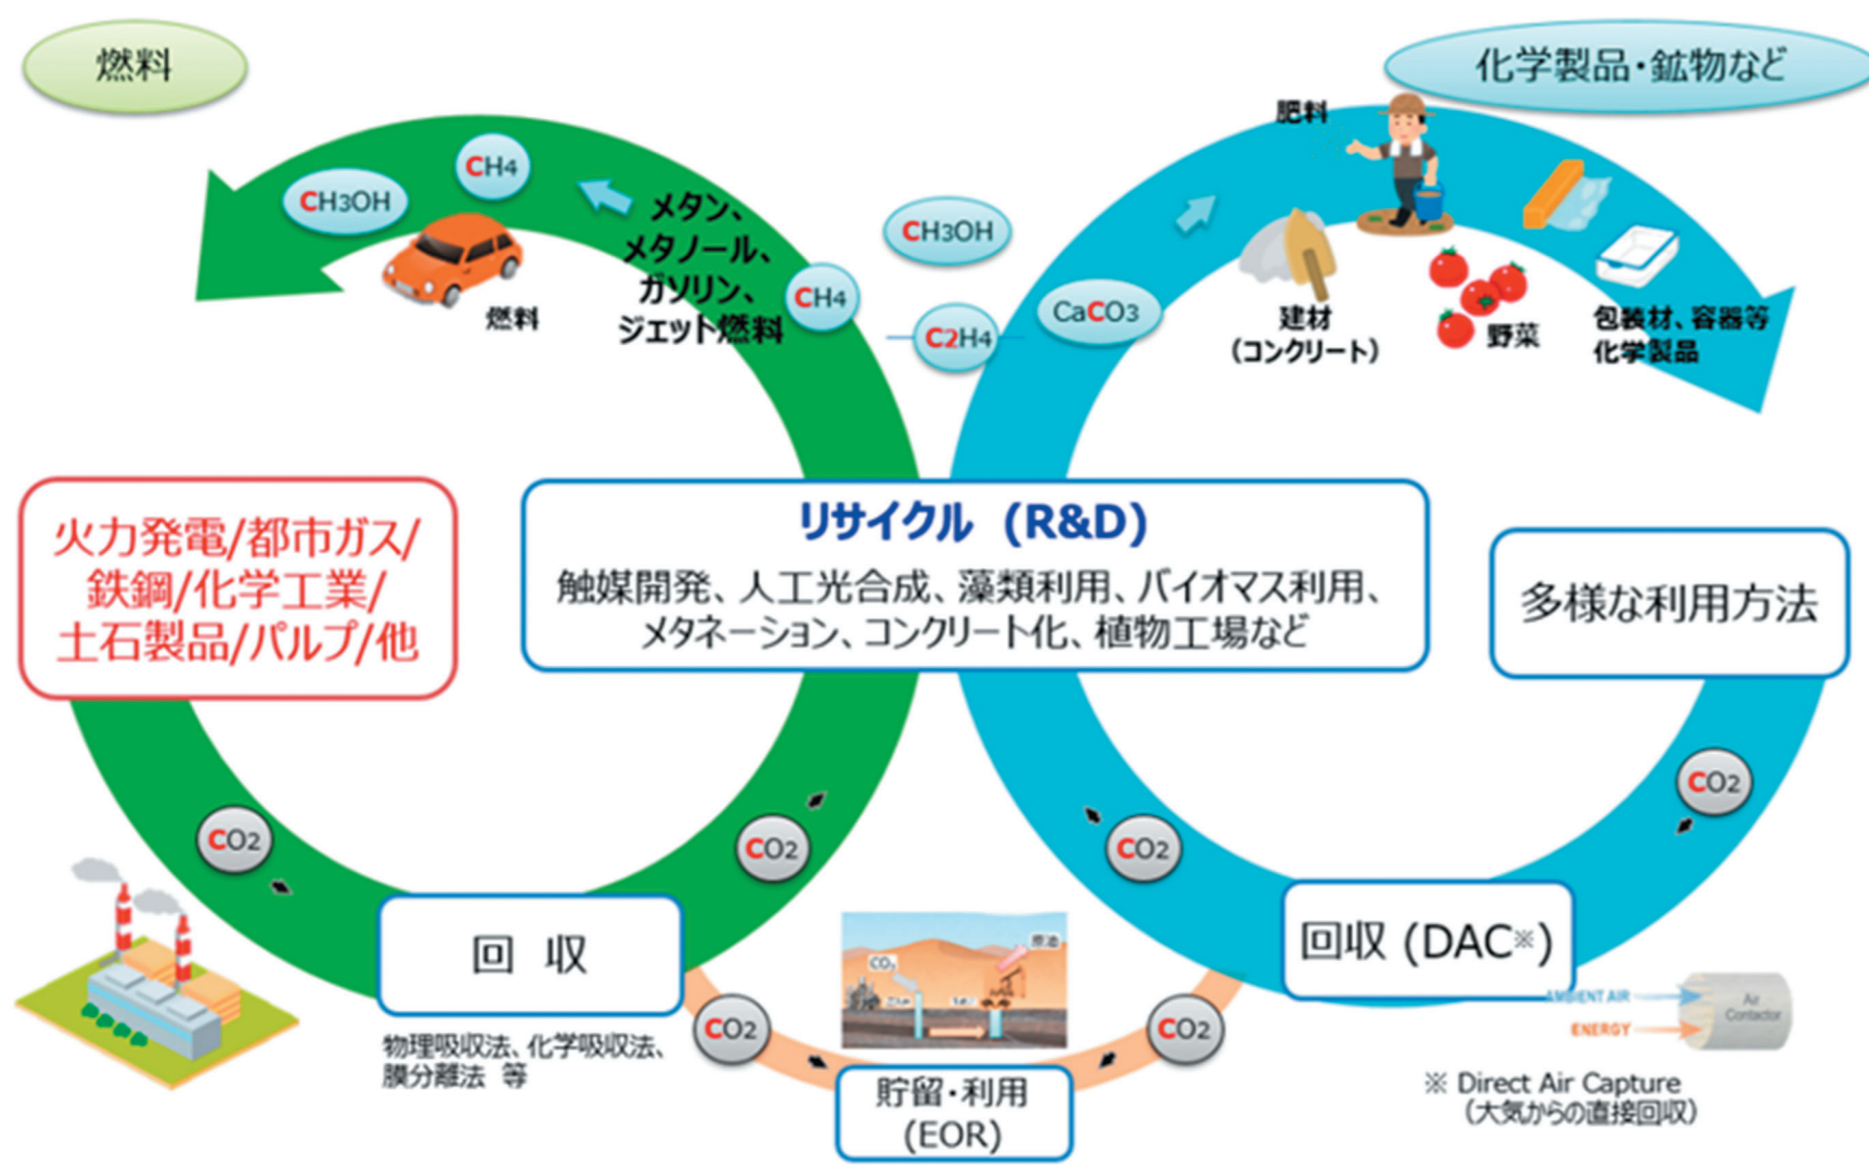 燃料
化学製品・鉱物など
肥料
CH4
CH3OH
メタン、
メタノール、
ガソリン、
ジェット燃料
燃料
CH4
CH3OH
C2H4
CaCO3
建材
(コンクリート)
野菜
包装材、容器等
化学製品
火力発電/都市ガス/
鉄鋼/化学工業/
土石製品/パルプ/他
リサイクル (R&D)
触媒開発、人工光合成、藻類利用、バイオマス利用、
メタネーション、コンクリート化、植物工場など
多様な利用方法
CO2
CO2
CO2
CO2
回 収
物理吸収法、化学吸収法、
膜分離法 等
回収 (DAC※)
CO2
原油
CO2
CO2
貯留・利用
(EOR)
AMBIENT AIR
ENERGY
Air
Contactor
※ Direct Air Capture
(大気からの直接回収)